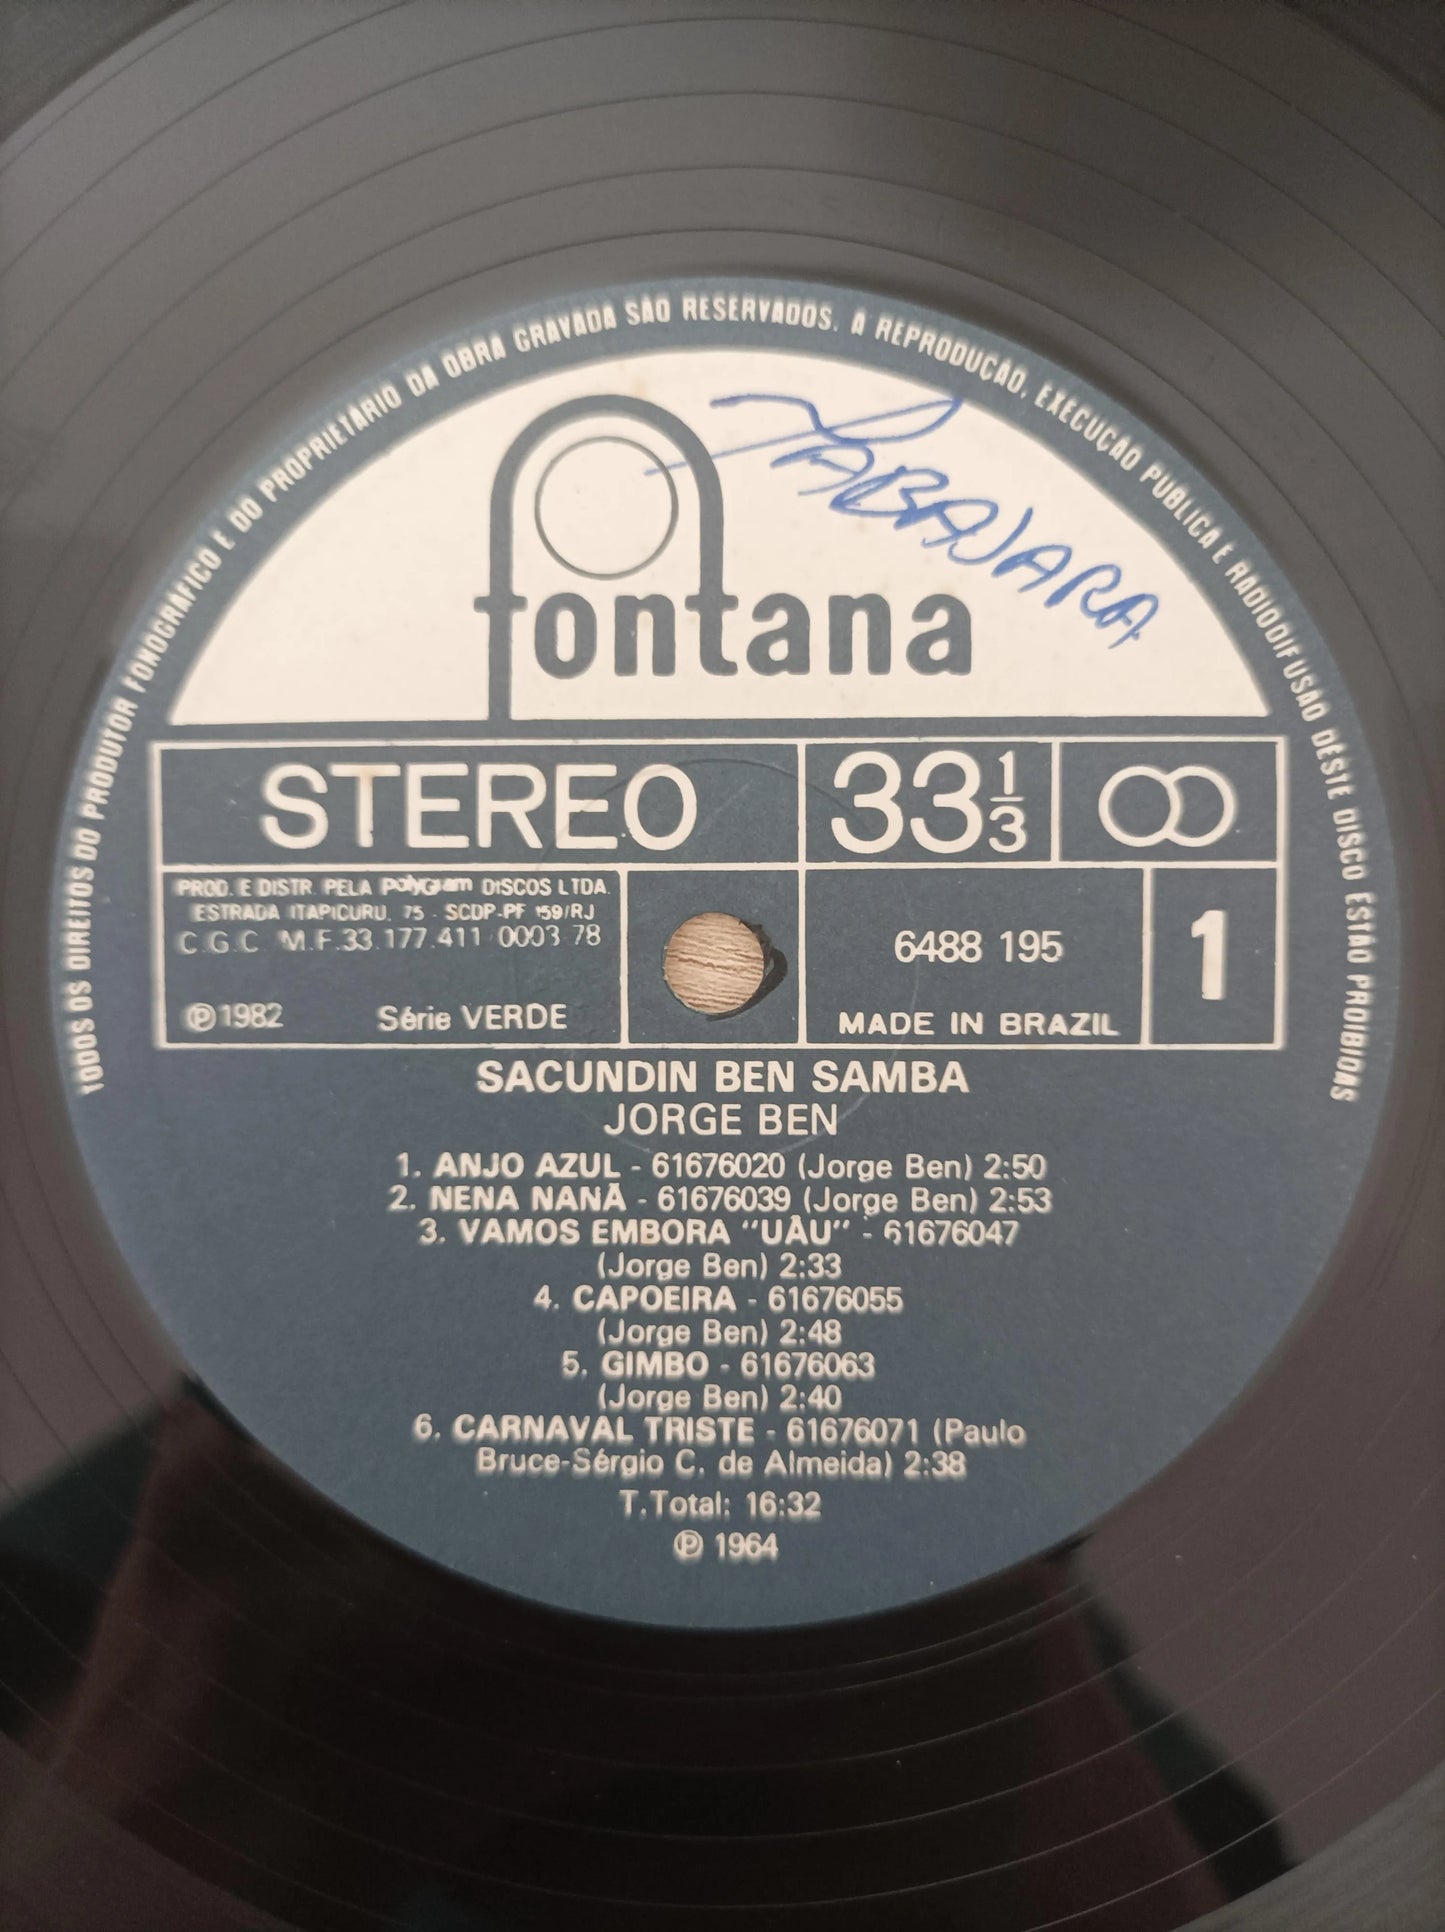 TODOS OS DIREITOS DO PRODUTOR FONOGRÁFICO E DO PROPRIETÁRIO DA OBRA GRAVADA SÃO RESERVADOS. A REPRODUÇÃO, EXECUÇÃO PUBLICA E RADIODIFUSÃO DESTE DISCO ESTÃO PROIBIDAS
TABAJARA
fontana
STEREO 33 1/3
PROD. E DISTR. PELA PolyGram DISCOS LTDA.
ESTRADA ITAPICURU, 75 - SCDP-PF 159/RJ
C.G.C. M.F. 33.177.411/0003-78
6488 195 1
℗ 1982 Série VERDE
MADE IN BRAZIL
SACUNDIN BEN SAMBA
JORGE BEN
1. ANJO AZUL - 61676020 (Jorge Ben) 2:50
2. NENA NANÃ - 61676039 (Jorge Ben) 2:53
3. VAMOS EMBORA "UÂU" - 61676047
(Jorge Ben) 2:33
4. CAPOEIRA - 61676055
(Jorge Ben) 2:48
5. GIMBO - 61676063
(Jorge Ben) 2:40
6. CARNAVAL TRISTE - 61676071 (Paulo
Bruce-Sérgio C. de Almeida) 2:38
T.Total: 16:32
℗ 1964